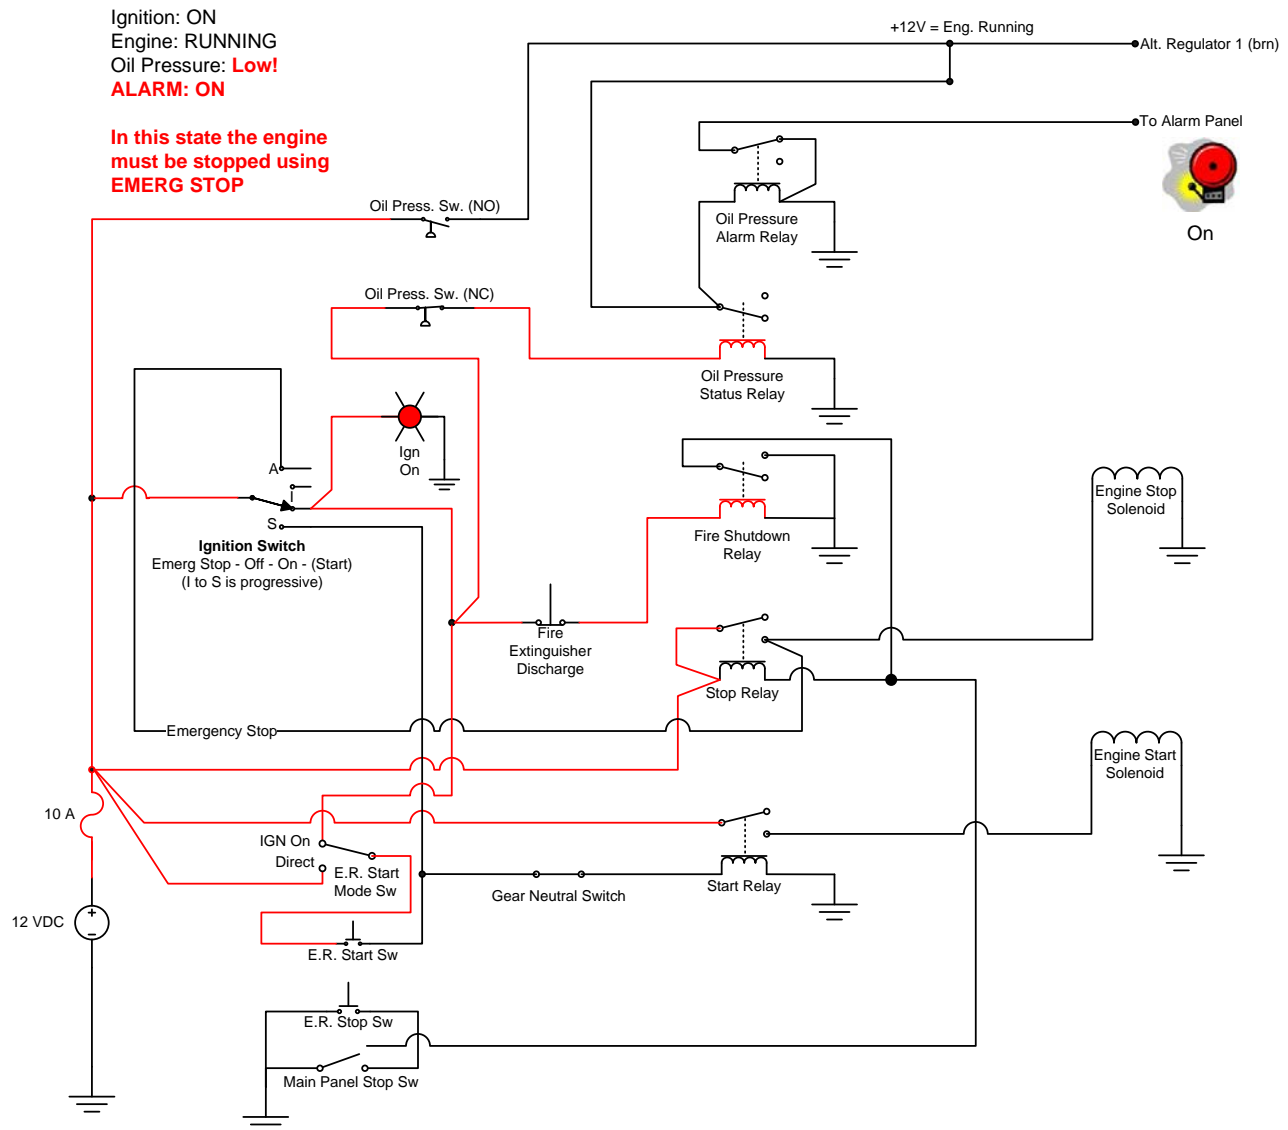 Ignition: ON
Engine: RUNNING
Oil Pressure: Low!
ALARM: ON
In this state the engine
must be stopped using
EMERG STOP
+12V = Eng. Running
Alt. Regulator 1 (brn)
To Alarm Panel
On
Oil Press. Sw. (NO)
Oil Pressure
Alarm Relay
Oil Press. Sw. (NC)
Oil Pressure
Status Relay
Ign
On
A
I
S
Ignition Switch
Emerg Stop - Off - On - (Start)
(I to S is progressive)
Engine Stop
Solenoid
Fire Shutdown
Relay
Fire
Extinguisher
Discharge
Stop Relay
Emergency Stop
Engine Start
Solenoid
10 A
IGN On
Direct
E.R. Start
Mode Sw
Gear Neutral Switch
Start Relay
12 VDC
+
−
E.R. Start Sw
E.R. Stop Sw
Main Panel Stop Sw